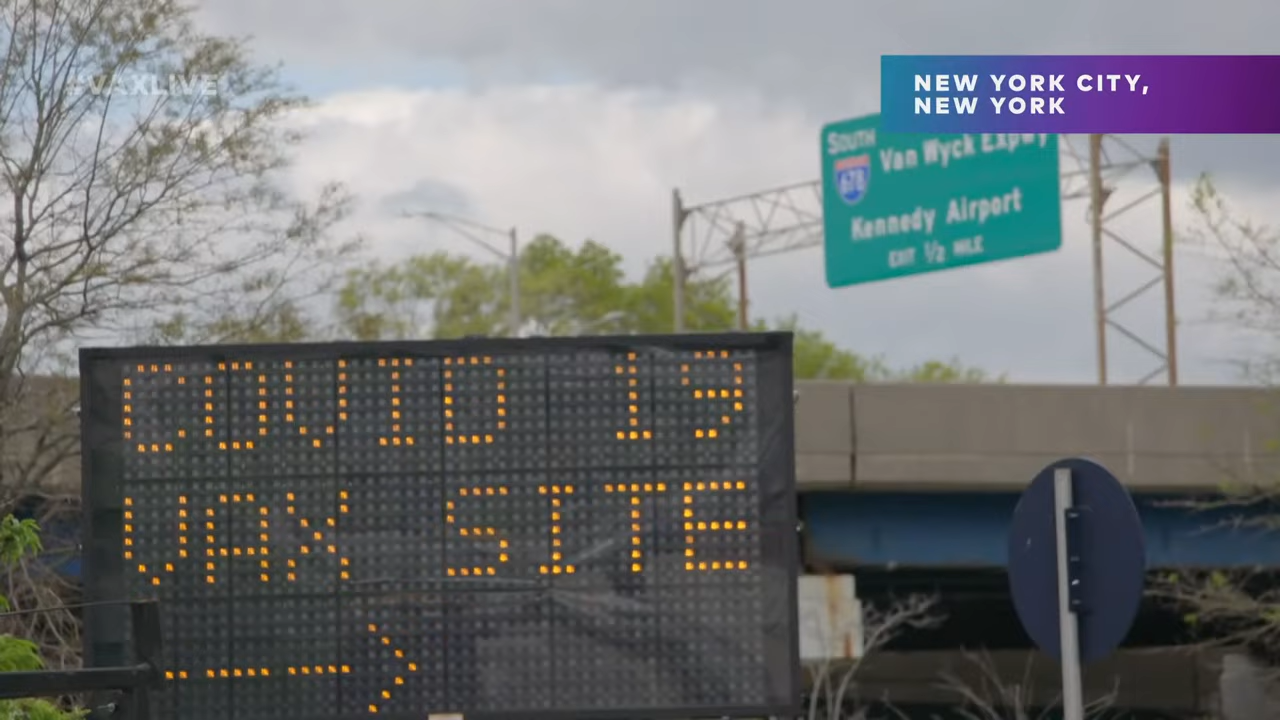 #VAXLIVE
NEW YORK CITY,
NEW YORK
SOUTH
678
Van Wyck Expwy
Kennedy Airport
EXIT ½ MILE
COVID 19
VAX SITE
→